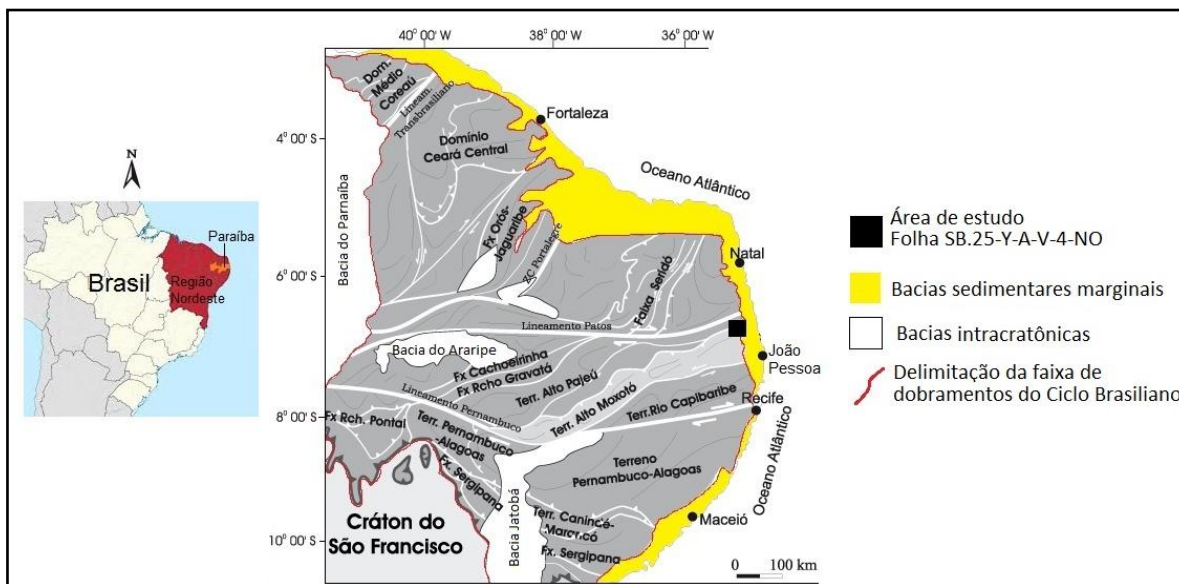 40° 00' W
38° 00' W
36° 00' W
4° 00' S
6° 00' S
8° 00' S
10° 00' S
N
Brasil
Paraíba
Região
Nordeste
Bacia do Parnaíba
Dom.
Médio
Coreaú
Lineam.
Transbrasiliano
Fortaleza
Domínio
Ceará Central
Oceano Atlântico
Fx Orós-
Jaguaribe
ZC Portalegre
Faixa Seridó
Natal
Lineamento Patos
Bacia do Araripe
João
Pessoa
Fx Cachoeirinha
Fx Rcho Gravatá
Terr. Alto Pajeú
Terr. Alto Moxotó
Terr.Rio Capibaribe
Recife
Lineamento Pernambuco
Fx Rch. Pontal
Terr. Pernambuco
-Alagoas
Fx. Sergipana
Terreno
Pernambuco-Alagoas
Oceano Atlântico
Cráton do
São Francisco
Bacia Jatobá
Terr. Canindé-
Marancó
Fx. Sergipana
Maceió
0 100 km
Área de estudo
Folha SB.25-Y-A-V-4-NO
Bacias sedimentares marginais
Bacias intracratônicas
Delimitação da faixa de
dobramentos do Ciclo Brasiliano